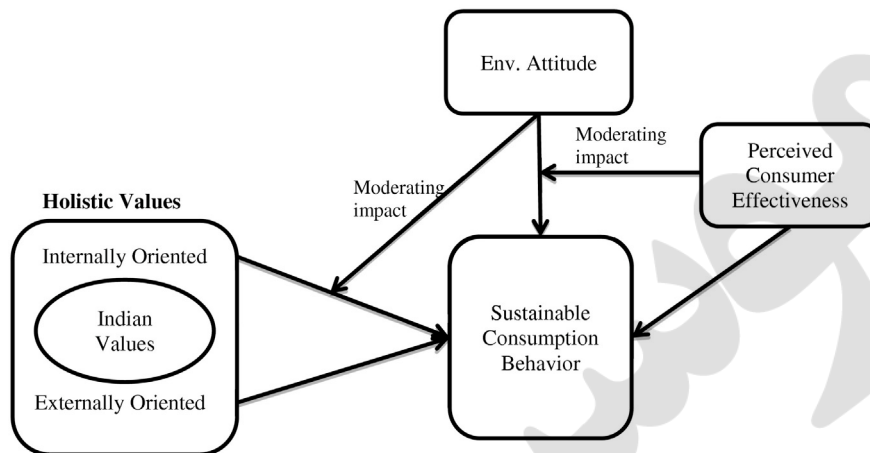 Env. Attitude
Moderating
impact
Perceived
Consumer
Effectiveness
Moderating
impact
Holistic Values
Internally Oriented
Indian
Values
Externally Oriented
Sustainable
Consumption
Behavior